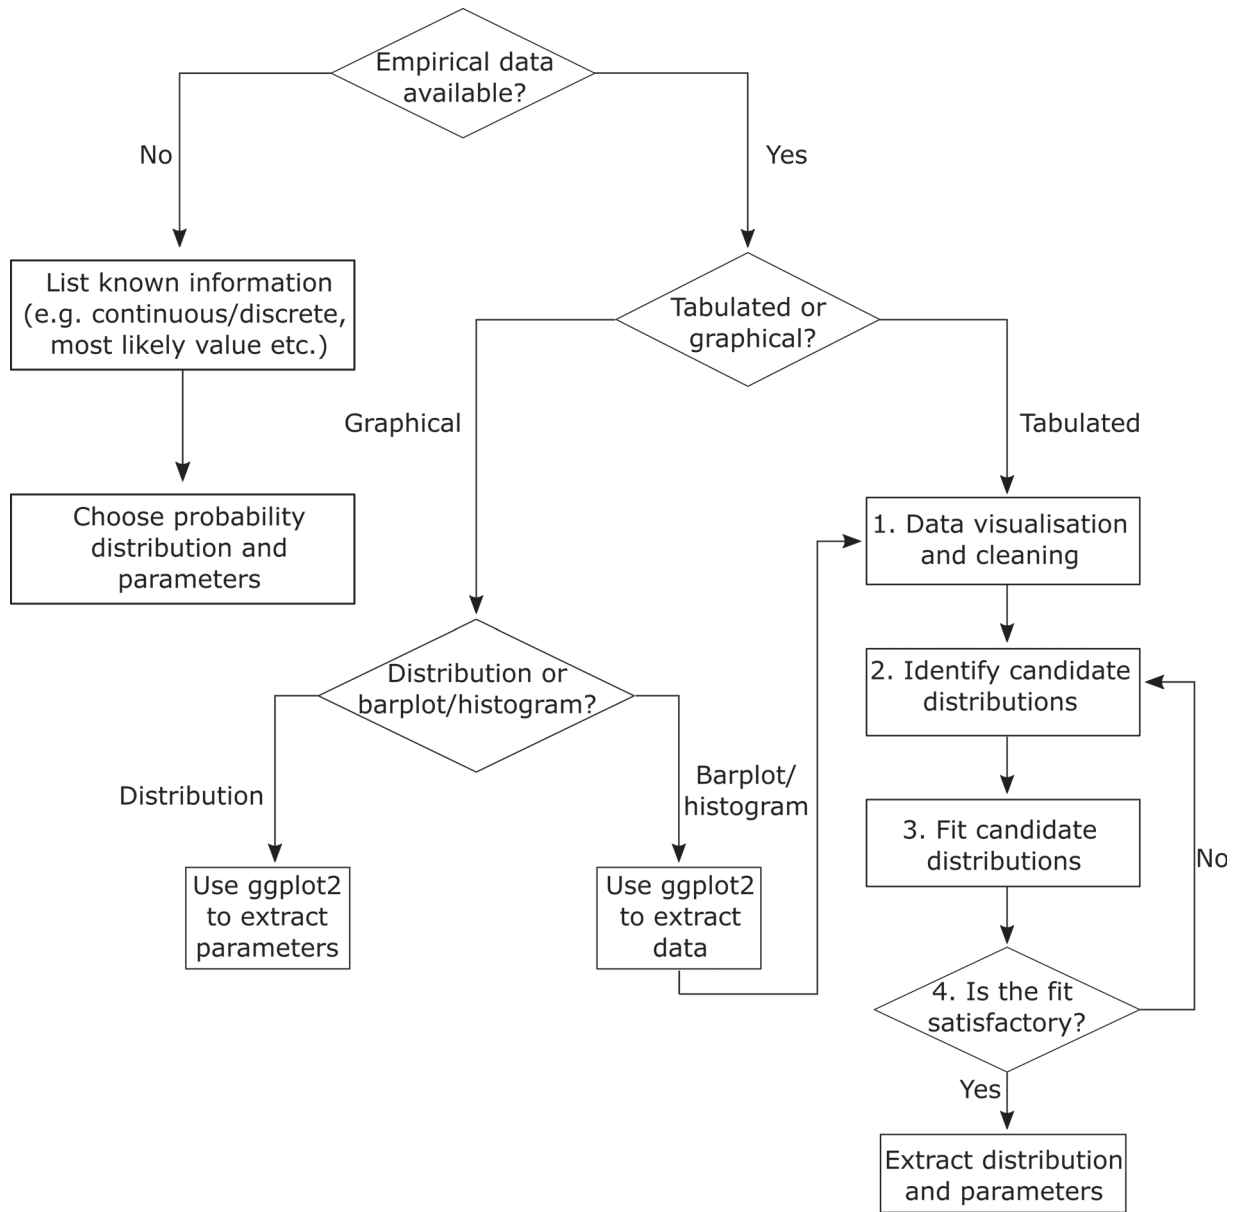 Empirical data
available?
No
Yes
List known information
(e.g. continuous/discrete,
most likely value etc.)
Tabulated or
graphical?
Graphical
Tabulated
Choose probability
distribution and
parameters
1. Data visualisation
and cleaning
Distribution or
barplot/histogram?
2. Identify candidate
distributions
Distribution
Barplot/
histogram
3. Fit candidate
distributions
No
Use ggplot2
to extract
parameters
Use ggplot2
to extract
data
4. Is the fit
satisfactory?
Yes
Extract distribution
and parameters